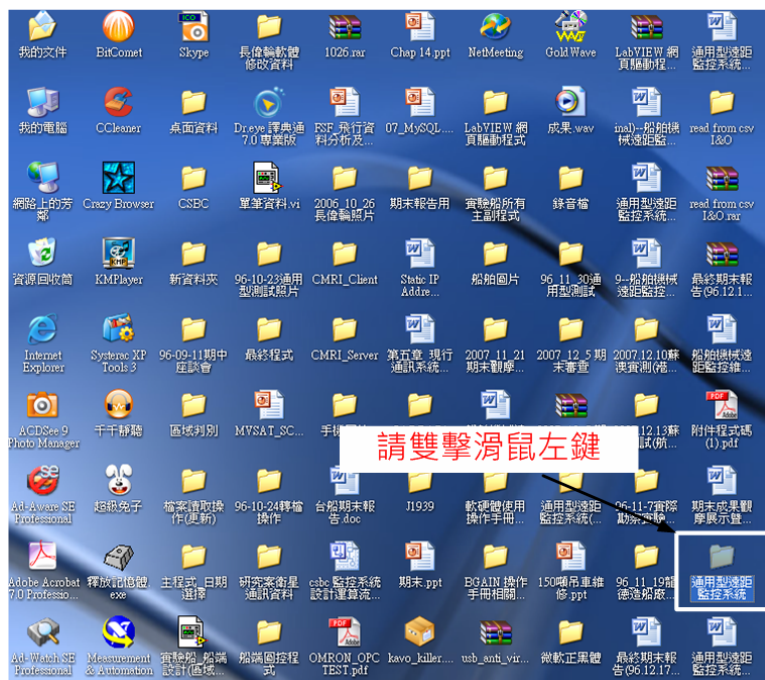 我的文件
BitComet
Skype
長偉輪軟體
修改資料
1026.rar
Chap 14.ppt
NetMeeting
Gold Wave
LabVIEW 網
頁驅動程...
通用型遠距
監控系統...
我的電腦
CCleaner
桌面資料
Dr.eye 譯典通
7.0 專業版
FSF_飛行資
料分析及...
07_MySQL....
LabVIEW 網
頁驅動程式
成果.wav
inal)--船舶機
械遠距監...
read from csv
I&O
網路上的芳
鄰
Crazy Browser
CSBC
單筆資料.vi
2006_10_26
長偉輪照片
期末報告用
實驗船所有
主副程式
錄音檔
通用型遠距
監控系統...
read from csv
I&O.rar
資源回收筒
KMPlayer
新資料夾
96-10-23通用
型測試照片
CMRI_Client
Static IP
Addre...
船舶圖片
96_11_30通
用型測試
9--船舶機械
遠距監控...
最終期末報
告(96.12.1...
Internet
Explorer
Systerac XP
Tools 3
96-09-11期中
座談會
最終程式
CMRI_Server
第五章 現行
通訊系統...
2007_11_21
期末觀摩...
2007_12_5 期
末審查
2007.12.10蘇
澳實測(港...
船舶機械遠
距監控維...
ACDSee 9
Photo Manager
千千靜聽
區域判別
MVSAT_SC...
12.13蘇
試(航...
附件程式碼
(1).pdf
請雙擊滑鼠左鍵
Ad-Aware SE
Professional
超級兔子
檔案讀取操
作(更新)
96-10-24轉檔
操作
台船期末報
告.doc
J1939
軟硬體使用
操作手冊...
通用型遠距
監控系統(...
96-11-7實際
勘察實驗...
期末成果觀
摩展示暨...
Adobe Acrobat
7.0 Professio...
釋放記憶體.
exe
主程式_日期
選擇
研究案衛星
通訊資料
csbc 監控系統
設計運算流...
期末.ppt
BGAIN 操作
手冊相關...
150噸吊車維
修.ppt
96_11_19龍
德造船廠...
通用型遠距
監控系統
Ad-Watch SE
Professional
Measurement
& Automation
實驗船_船端
設計(區域...
船端圖控程
式
OMRON_OPC
TEST.pdf
kavo_killer....
usb_anti_vir...
微軟正黑體
最終期末報
告(96.12.17...
通用型遠距
監控系統...